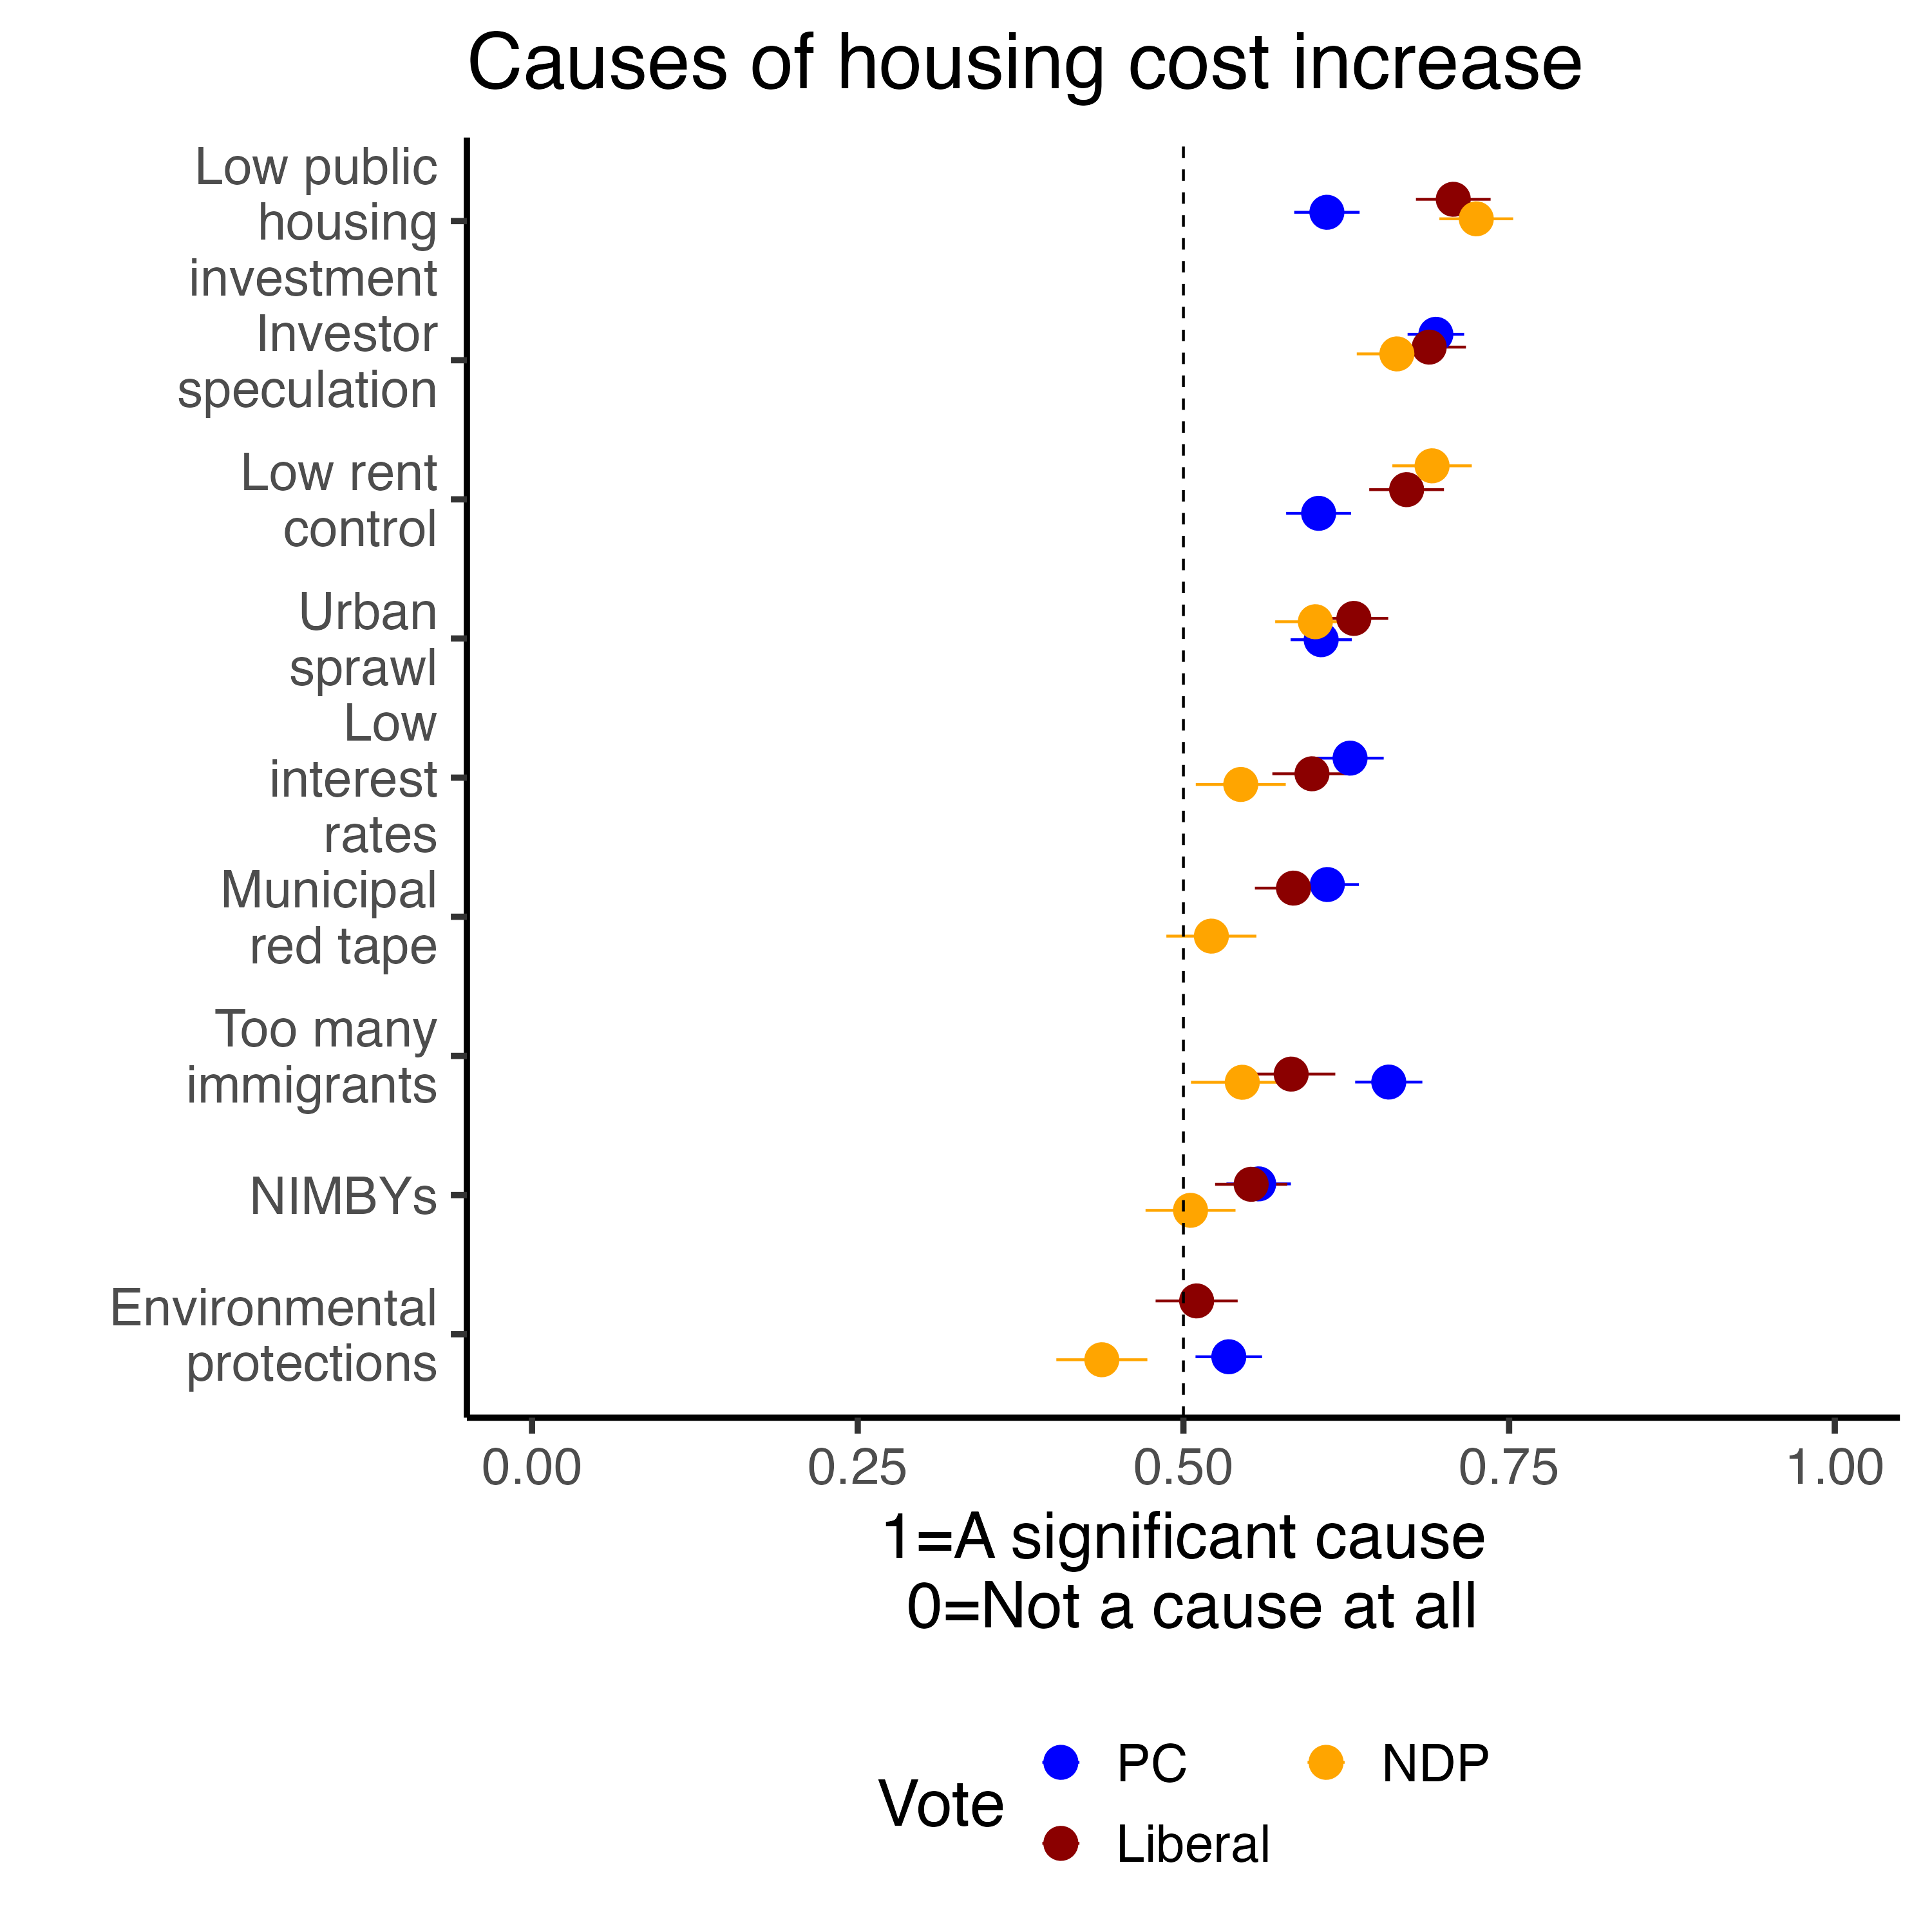 Causes of housing cost increase
Low public
housing
investment
Investor
speculation
Low rent
control
Urban
sprawl
Low
interest
rates
Municipal
red tape
Too many
immigrants
NIMBYs
Environmental
protections
0.00 0.25 0.50 0.75 1.00
1=A significant cause
0=Not a cause at all
Vote
PC NDP
Liberal